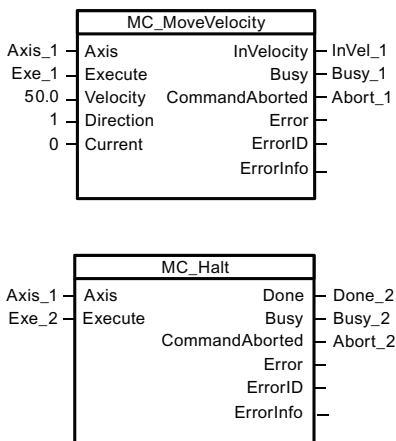 MC_MoveVelocity
Axis_1 Axis InVelocity InVel_1
Exe_1 Execute Busy Busy_1
50.0 Velocity CommandAborted Abort_1
1 Direction Error
0 Current ErrorID
ErrorInfo
MC_Halt
Axis_1 Axis Done Done_2
Exe_2 Execute Busy Busy_2
CommandAborted Abort_2
Error
ErrorID
ErrorInfo